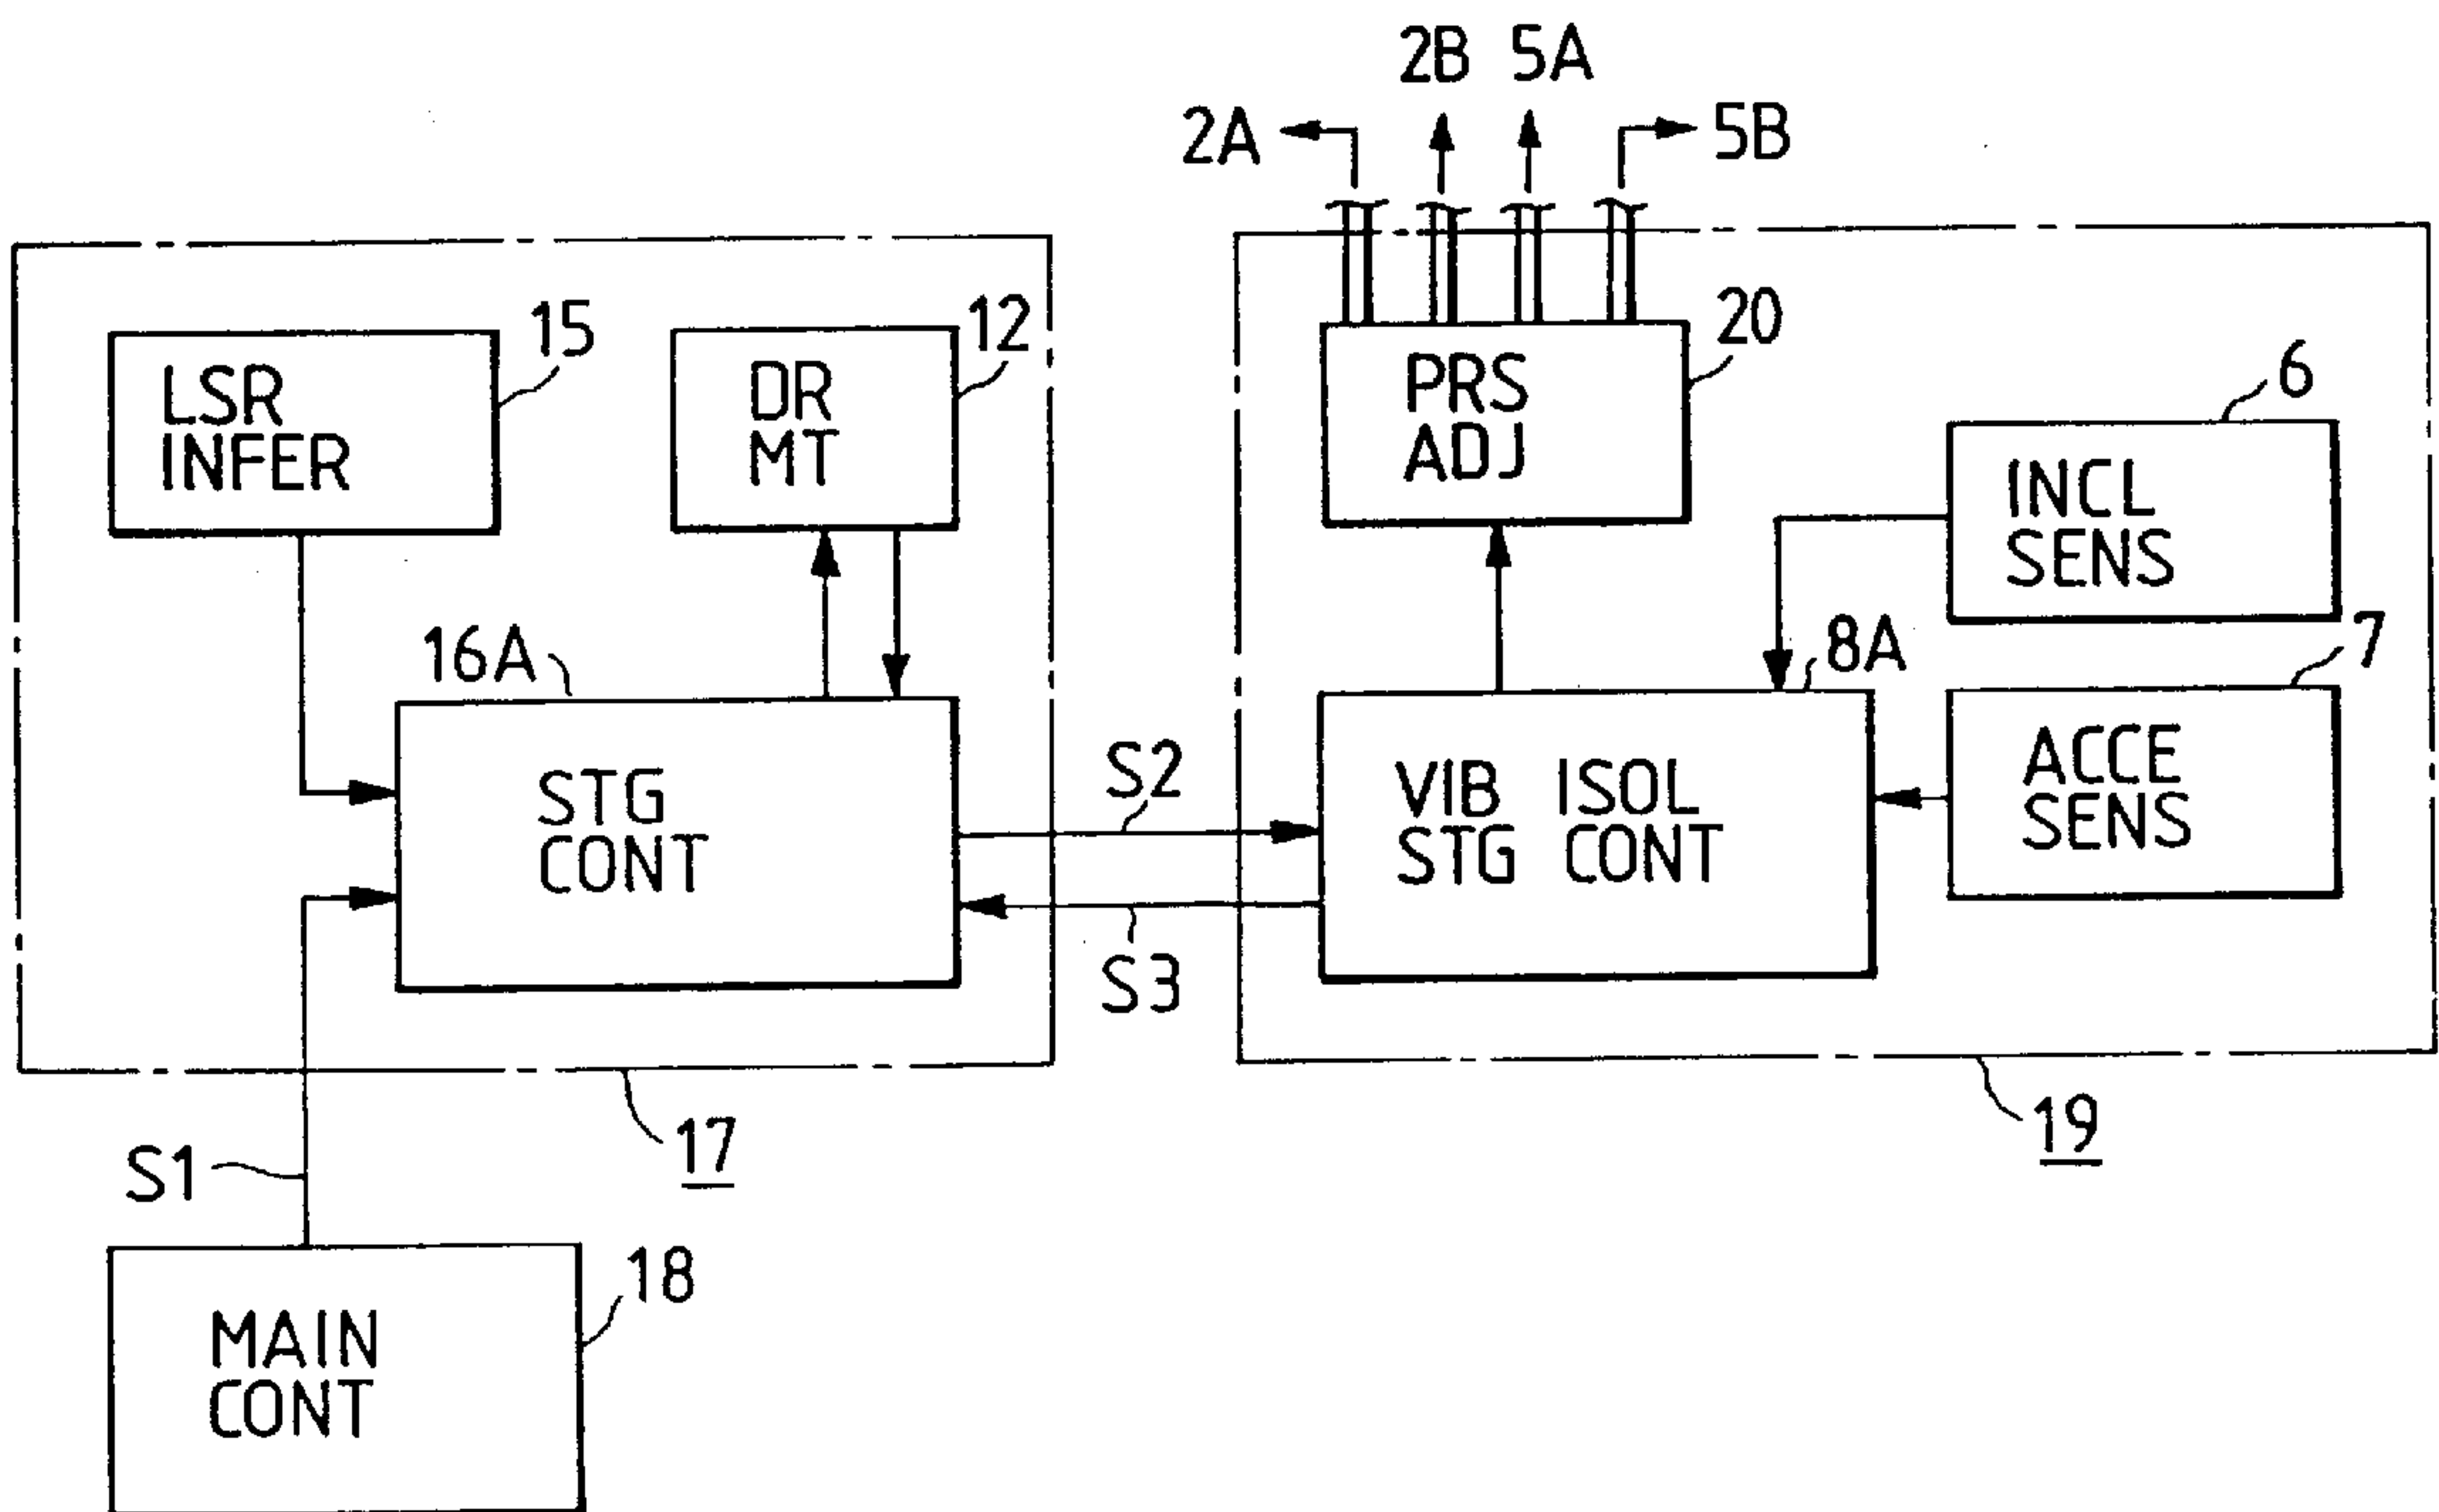 2B 5A
2A
5B
15
12
20
6
LSR
INFER
DR
MT
PRS
ADJ
INCL
SENS
16A
8A
7
STG
CONT
S2
VIB ISOL
STG CONT
ACCE
SENS
S3
17
19
S1
18
MAIN
CONT